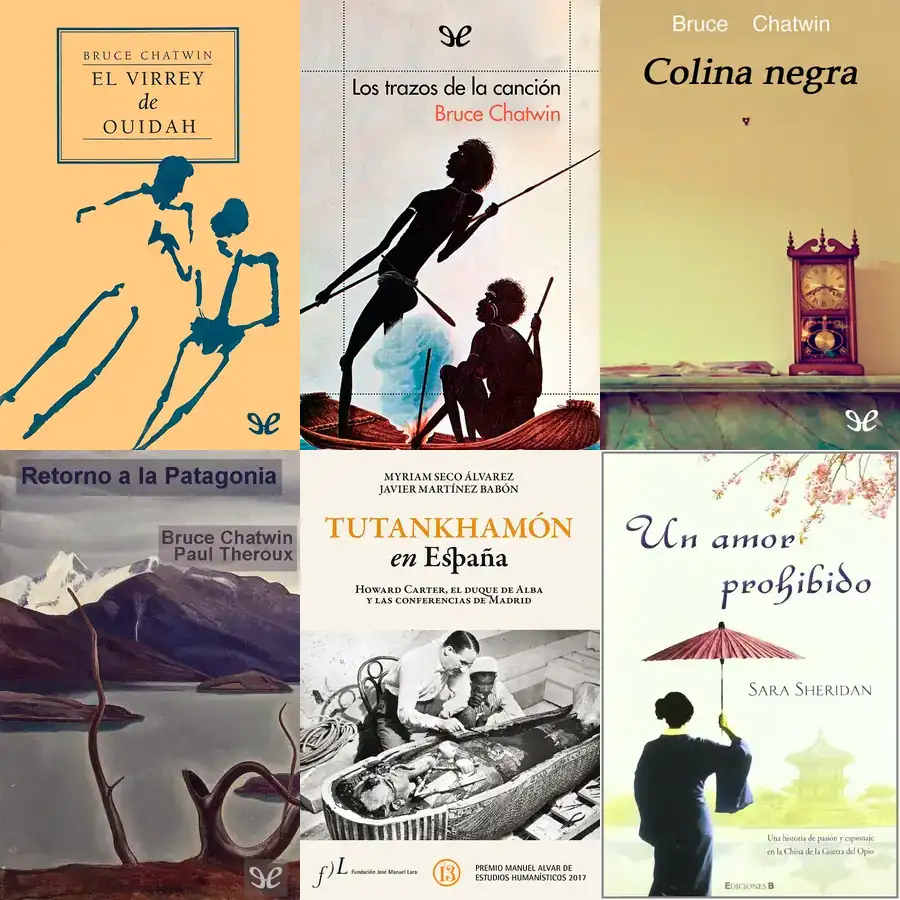 BRUCE CHATWIN
EL VIRREY
de
OUIDAH
Los trazos de la canción
Bruce Chatwin
Bruce Chatwin
Colina negra
Retorno a la Patagonia
Bruce Chatwin
Paul Theroux
MYRIAM SECO ÁLVAREZ
JAVIER MARTÍNEZ BABÓN
TUTANKHAMÓN
en España
HOWARD CARTER, EL DUQUE DE ALBA
Y LAS CONFERENCIAS DE MADRID
fL Fundación José Manuel Lara
13
PREMIO MANUEL ALVAR DE
ESTUDIOS HUMANÍSTICOS 2017
Un amor
prohibido
SARA SHERIDAN
Una historia de pasión y espionaje
en la China de la Guerra del Opio
EDICIONES B